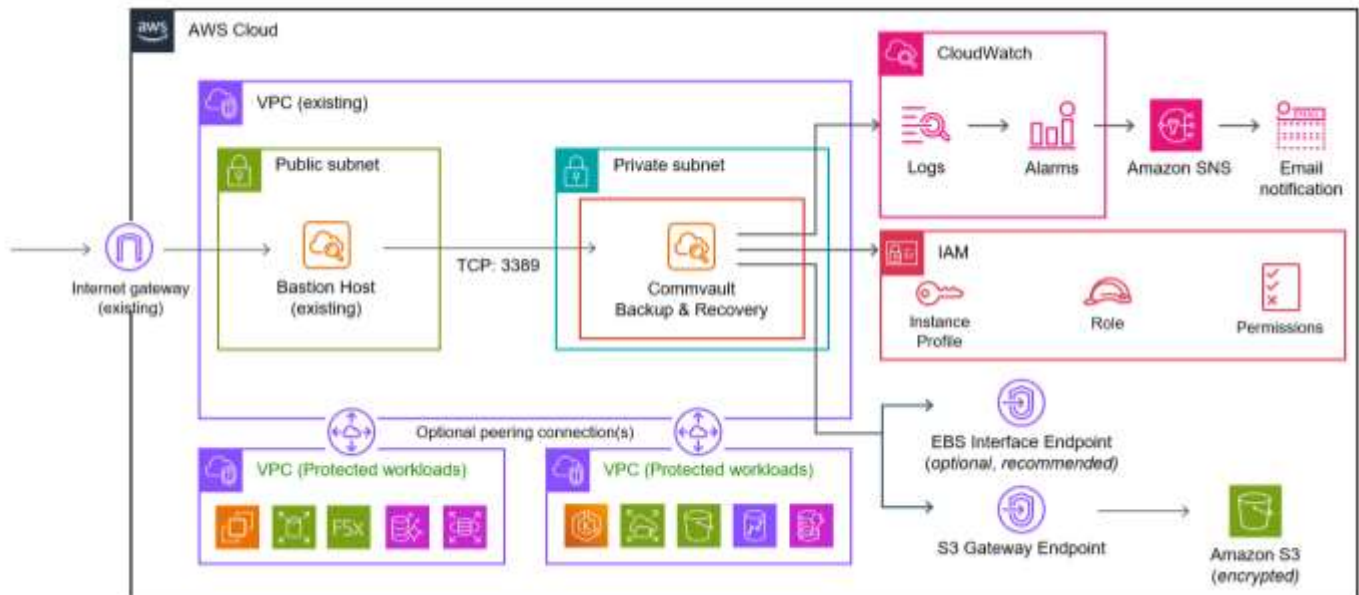 aws
AWS Cloud
VPC (existing)
Public subnet
Private subnet
CloudWatch
Logs
Alarms
Amazon SNS
Email
notification
Internet gateway
(existing)
Bastion Host
(existing)
TCP: 3389
Commvault
Backup & Recovery
IAM
Instance
Profile
Role
Permissions
Optional peering connection(s)
VPC (Protected workloads)
VPC (Protected workloads)
FSX
K
EBS Interface Endpoint
(optional, recommended)
S3 Gateway Endpoint
Amazon S3
(encrypted)